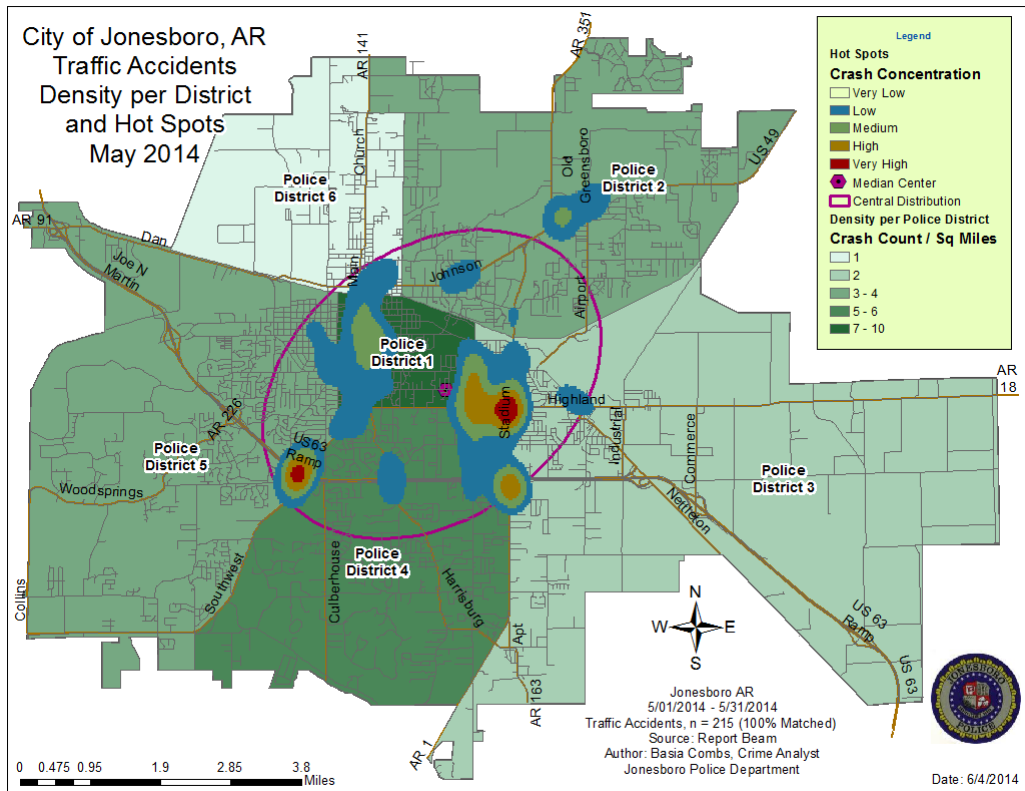 City of Jonesboro, AR
Traffic Accidents
Density per District
and Hot Spots
May 2014
Legend
Hot Spots
Crash Concentration
Very Low
Low
Medium
High
Very High
Median Center
Central Distribution
Density per Police District
Crash Count / Sq Miles
1
2
3 - 4
5 - 6
7 - 10
AR 351
AR 141
US 49
Church
Old
Greensboro
Police
District 6
Police
District 2
AR 91
Dan
Joe N
Martin
Main
Johnson
Airport
Police
District 1
AR
18
Highland
Stadium
AR 226
US63
Ramp
Industrial
Commerce
Police
District 5
Police
District 3
Woodsprings
Nettleton
Police
District 4
Southwest
Culberhouse
Harrisburg
Collins
Apt
AR 163
AR 1
US 63
Ramp
US 63
N
W E
S
JONESBORO
POLICE
Jonesboro AR
5/01/2014 - 5/31/2014
Traffic Accidents, n = 215 (100% Matched)
Source: Report Beam
Author: Basia Combs, Crime Analyst
Jonesboro Police Department
0 0.475 0.95 1.9 2.85 3.8
Miles
Date: 6/4/2014